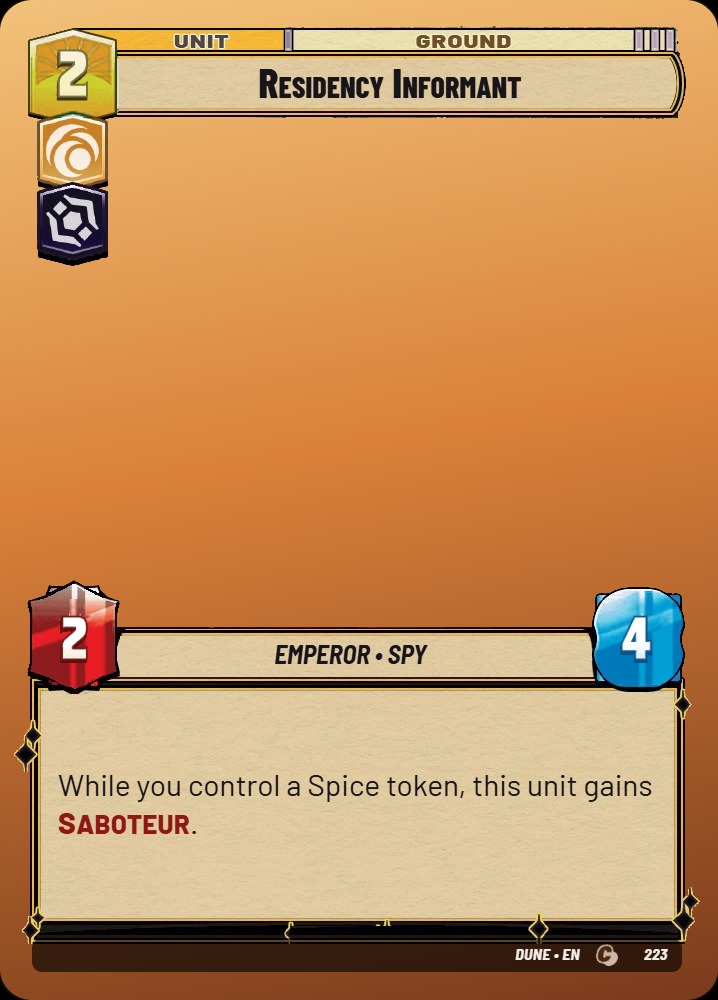 UNIT
GROUND
2
Residency Informant
2
EMPEROR • SPY
4
While you control a Spice token, this unit gains
SABOTEUR.
DUNE • EN C 223